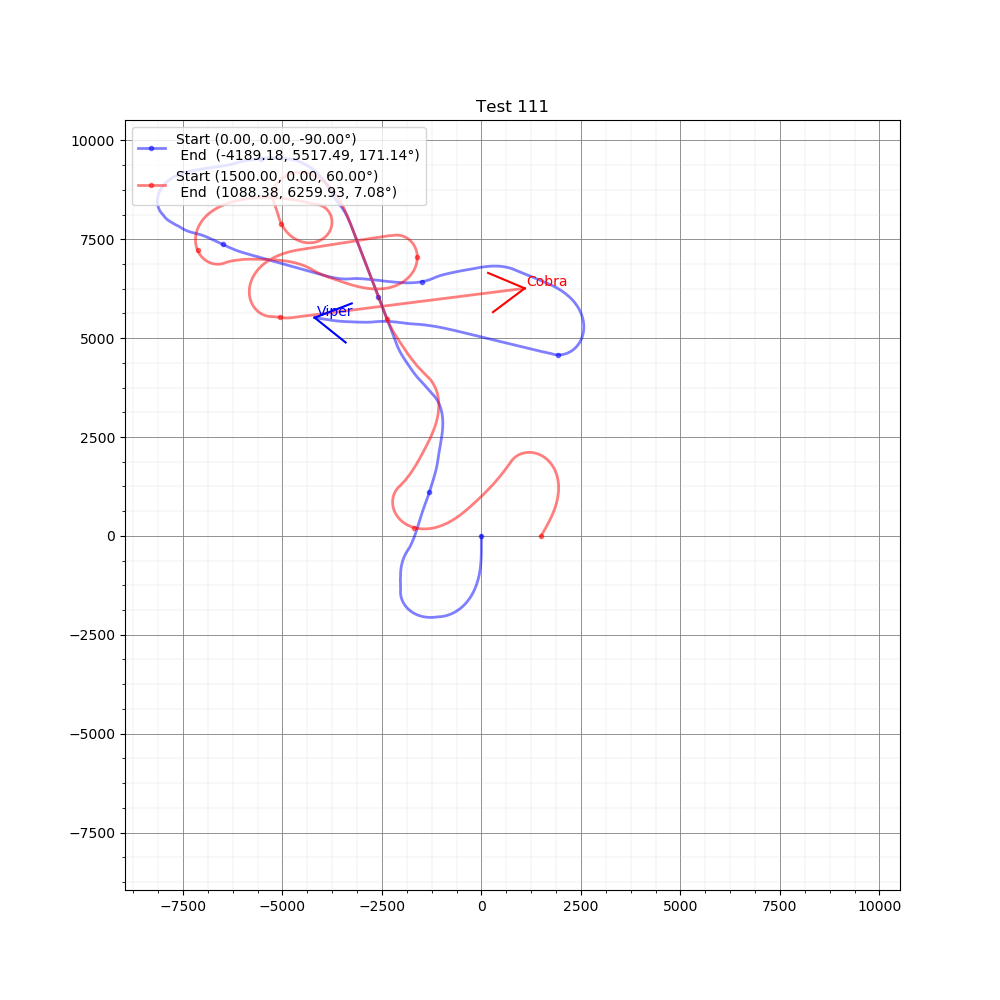 Test 111
Start (0.00, 0.00, -90.00°)
End (-4189.18, 5517.49, 171.14°)
Start (1500.00, 0.00, 60.00°)
End (1088.38, 6259.93, 7.08°)
10000
7500
5000
2500
0
−2500
−5000
−7500
Cobra
Viper
−7500
−5000
−2500
0
2500
5000
7500
10000